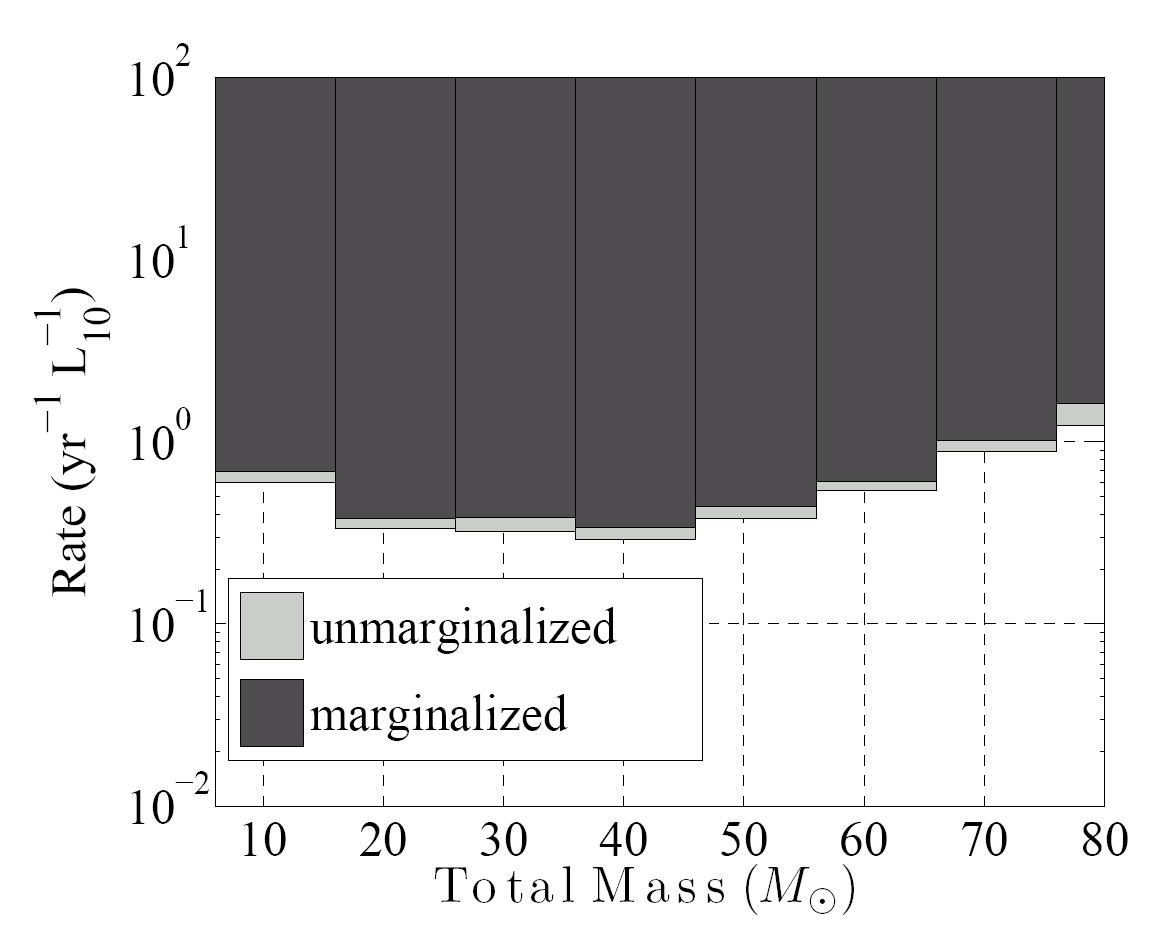 10^2
10^1
10^0
10^−1
10^−2
Rate (yr^−1 L_10^−1)
unmarginalized
marginalized
10 20 30 40 50 60 70 80
Total Mass (M_⊙)